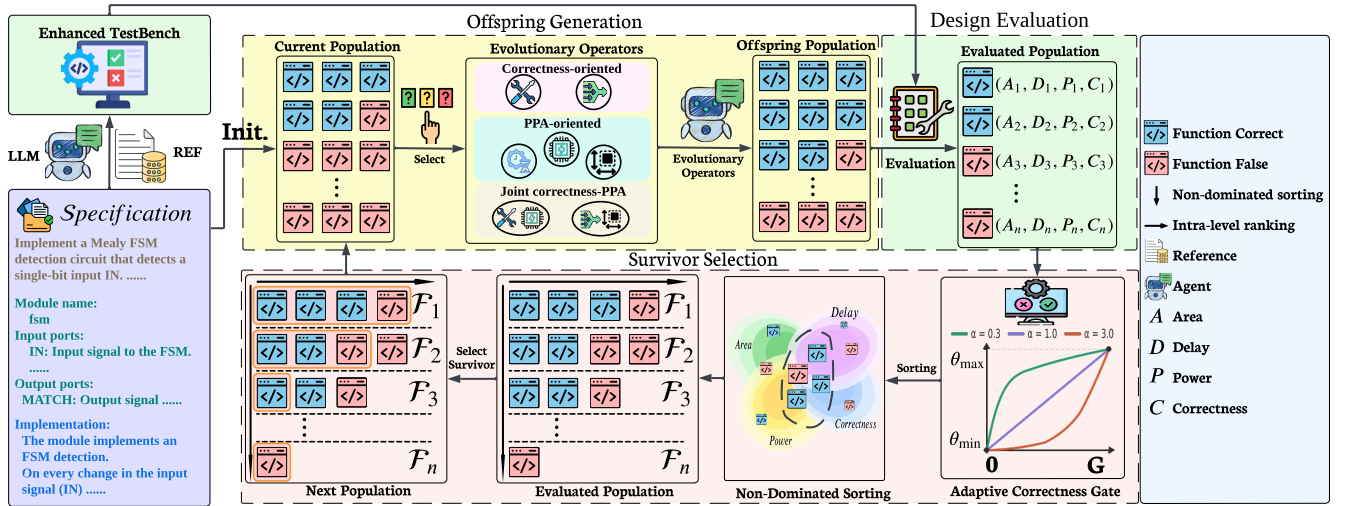 Offspring Generation
Design Evaluation
Enhanced TestBench
LLM
REF
Specification
Implement a Mealy FSM
detection circuit that detects a
single-bit input IN. ......
Module name:
fsm
Input ports:
IN: Input signal to the FSM.
......
Output ports:
MATCH: Output signal ......
Implementation:
The module implements an
FSM detection.
On every change in the input
signal (IN) ......
Init.
Current Population
</>
</>
</>
</>
</>
</>
</>
</>
</>
</>
</>
</>
? ? ?
Select
Evolutionary Operators
Correctness-oriented
PPA-oriented
Joint correctness-PPA
Evolutionary
Operators
Offspring Population
</>
</>
</>
</>
</>
</>
</>
</>
</>
</>
</>
</>
Evaluation
Evaluated Population
</> (A₁, D₁, P₁, C₁)
</> (A₂, D₂, P₂, C₂)
</> (A₃, D₃, P₃, C₃)
</> (Aₙ, Dₙ, Pₙ, Cₙ)
Survivor Selection
</> </> </> </> F₁
</> </> </> </> F₂
</> </> </> F₃
</> Fₙ
Next Population
Select
Survivor
</> </> </> </> F₁
</> </> </> </> F₂
</> </> </> F₃
</> Fₙ
Evaluated Population
Delay
Area
Power
Correctness
Non-Dominated Sorting
Sorting
α = 0.3 α = 1.0 α = 3.0
θmax
θmin
0 G
Adaptive Correctness Gate
</> Function Correct
</> Function False
Non-dominated sorting
Intra-level ranking
Reference
Agent
A Area
D Delay
P Power
C Correctness